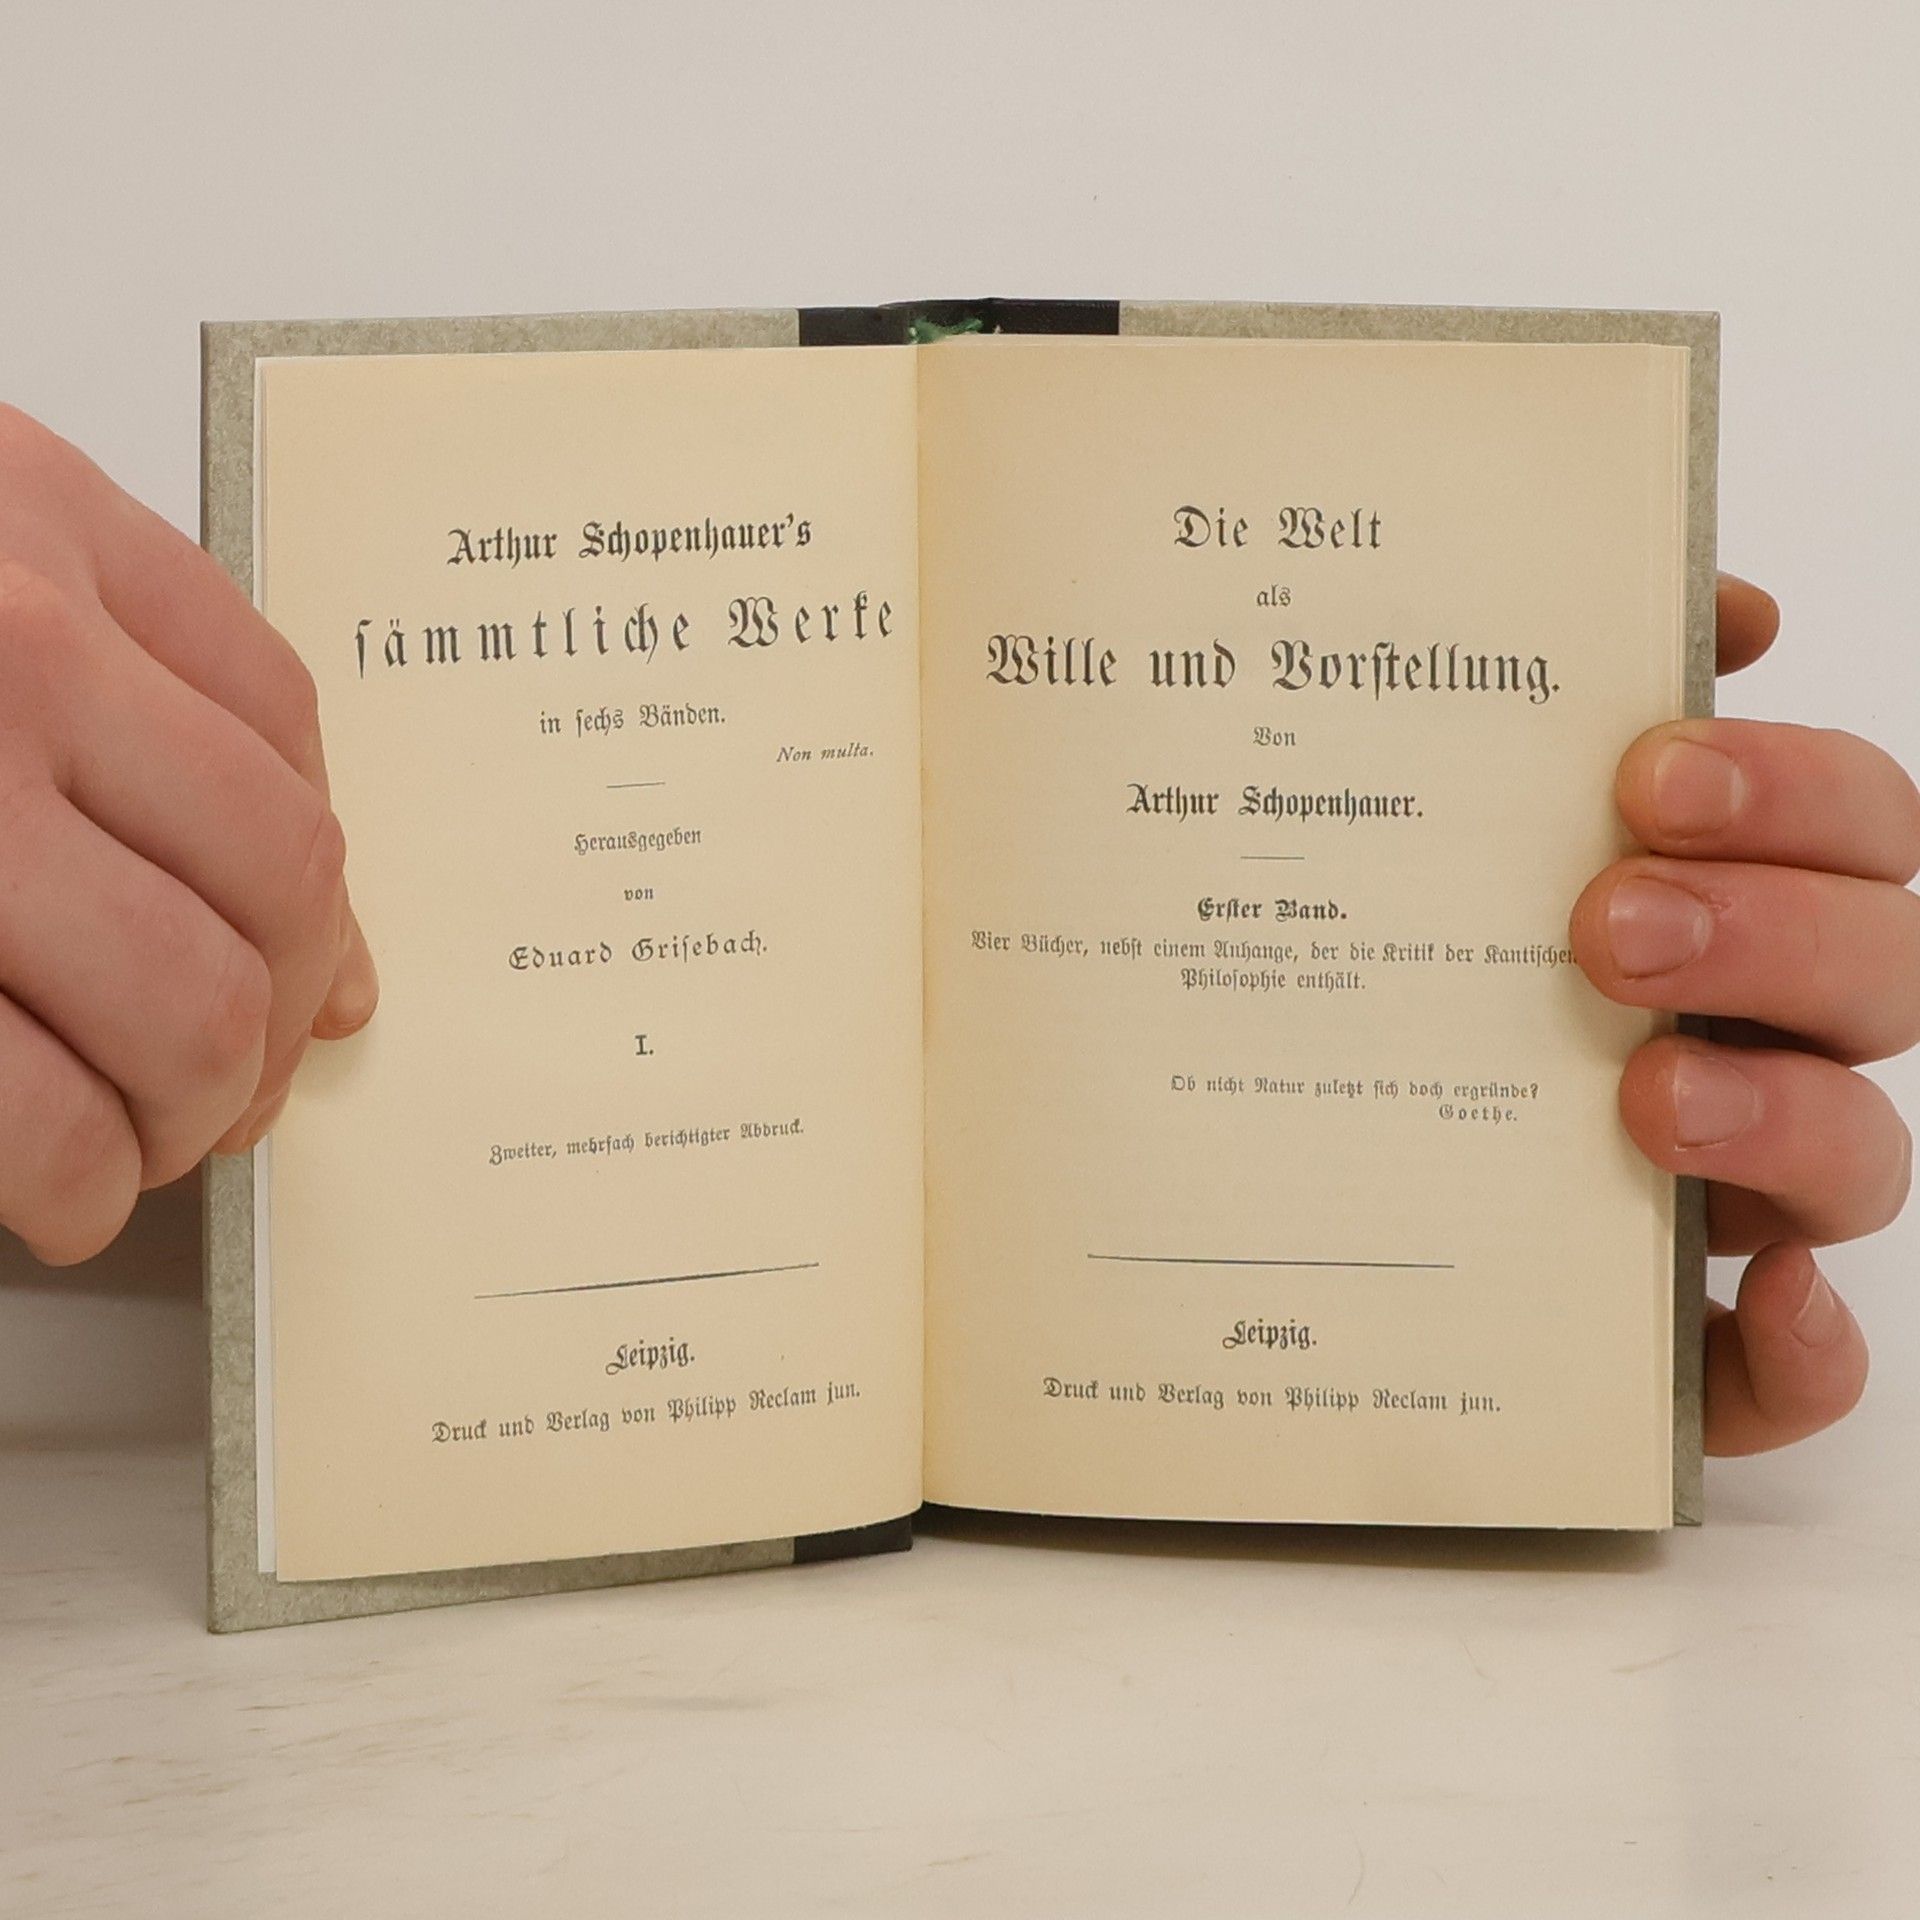 Arthur Schopenhauer's
ſämmtliche Werke
in ſechs Bänden.
Non multa.
Herausgegeben
von
Eduard Griſebach.
I.
Zweiter, mehrfach berichtigter Abdruck.
Leipzig.
Druck und Verlag von Philipp Reclam jun.
Die Welt
als
Wille und Vorſtellung.
Von
Arthur Schopenhauer.
Erſter Band.
Vier Bücher, nebſt einem Anhange, der die Kritik der Kantiſchen
Philoſophie enthält.
Ob nicht Natur zuletzt ſich doch ergründe?
Goethe.
Leipzig.
Druck und Verlag von Philipp Reclam jun.